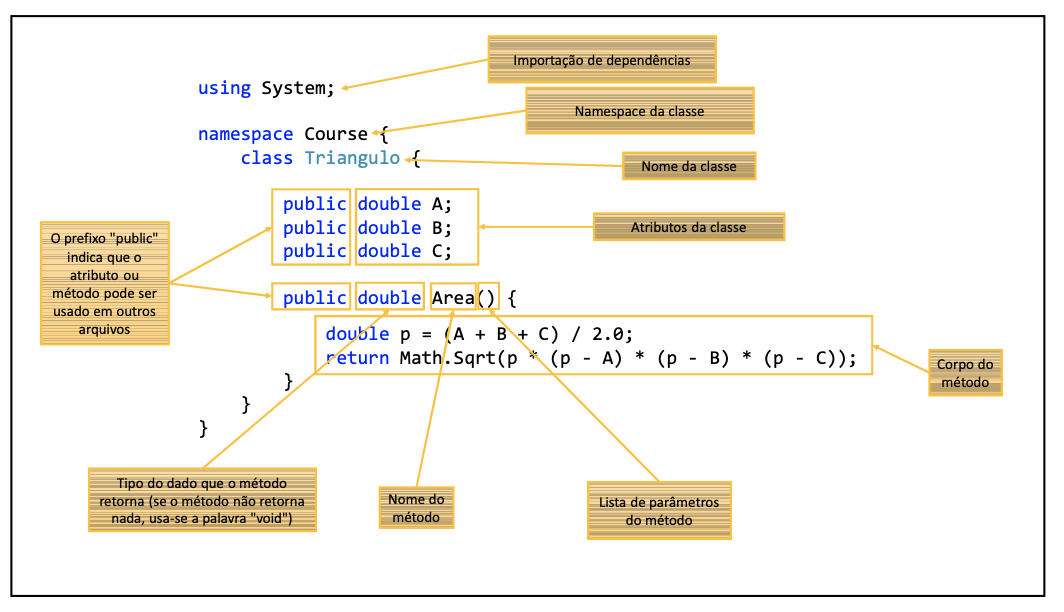 Importação de dependências
using System;
Namespace da classe
namespace Course {
class Triangulo {
Nome da classe
public double A;
public double B;
public double C;
Atributos da classe
O prefixo "public"
indica que o
atributo ou
método pode ser
usado em outros
arquivos
public double Area() {
double p = (A + B + C) / 2.0;
return Math.Sqrt(p * (p - A) * (p - B) * (p - C));
Corpo do
método
}
}
}
Tipo do dado que o método
retorna (se o método não retorna
nada, usa-se a palavra "void")
Nome do
método
Lista de parâmetros
do método